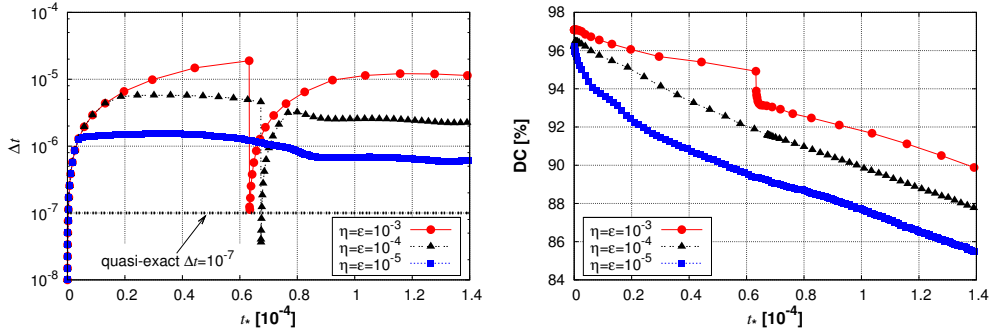 10⁻⁴
10⁻⁵
10⁻⁶
10⁻⁷
10⁻⁸
Δt
quasi-exact Δt=10⁻⁷
η=ε=10⁻³
η=ε=10⁻⁴
η=ε=10⁻⁵
0 0.2 0.4 0.6 0.8 1 1.2 1.4
t⋆ [10⁻⁴]
98
96
94
92
90
88
86
84
DC [%]
η=ε=10⁻³
η=ε=10⁻⁴
η=ε=10⁻⁵
0 0.2 0.4 0.6 0.8 1 1.2 1.4
t⋆ [10⁻⁴]